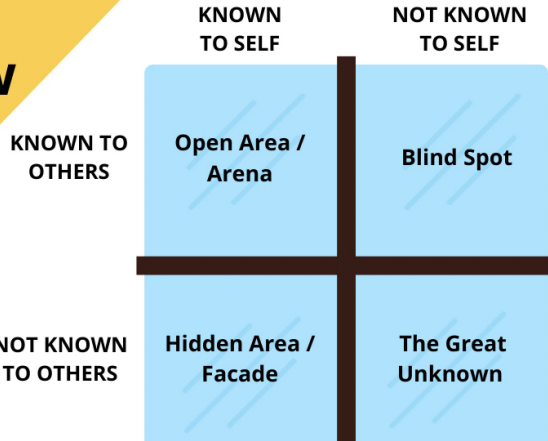 KNOWN
TO SELF
NOT KNOWN
TO SELF
W
KNOWN TO
OTHERS
Open Area /
Arena
Blind Spot
NOT KNOWN
TO OTHERS
Hidden Area /
Facade
The Great
Unknown